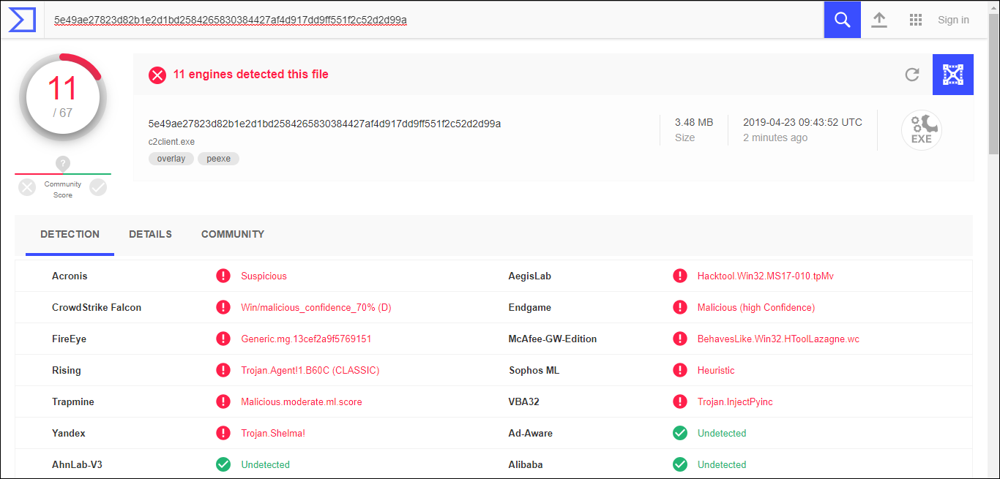 5e49ae27823d82b1e2d1bd2584265830384427af4d917dd9ff551f2c52d2d99a
Sign in
11
/ 67
11 engines detected this file
5e49ae27823d82b1e2d1bd2584265830384427af4d917dd9ff551f2c52d2d99a
c2client.exe
overlay peexe
3.48 MB
Size
2019-04-23 09:43:52 UTC
2 minutes ago
EXE
?
Community
Score
DETECTION DETAILS COMMUNITY
Acronis Suspicious AegisLab Hacktool.Win32.MS17-010.tpMv
CrowdStrike Falcon Win/malicious_confidence_70% (D) Endgame Malicious (high Confidence)
FireEye Generic.mg.13cef2a9f5769151 McAfee-GW-Edition BehavesLike.Win32.HToolLazagne.wc
Rising Trojan.Agent!1.B60C (CLASSIC) Sophos ML Heuristic
Trapmine Malicious.moderate.ml.score VBA32 Trojan.InjectPyinc
Yandex Trojan.Shelma! Ad-Aware Undetected
AhnLab-V3 Undetected Alibaba Undetected